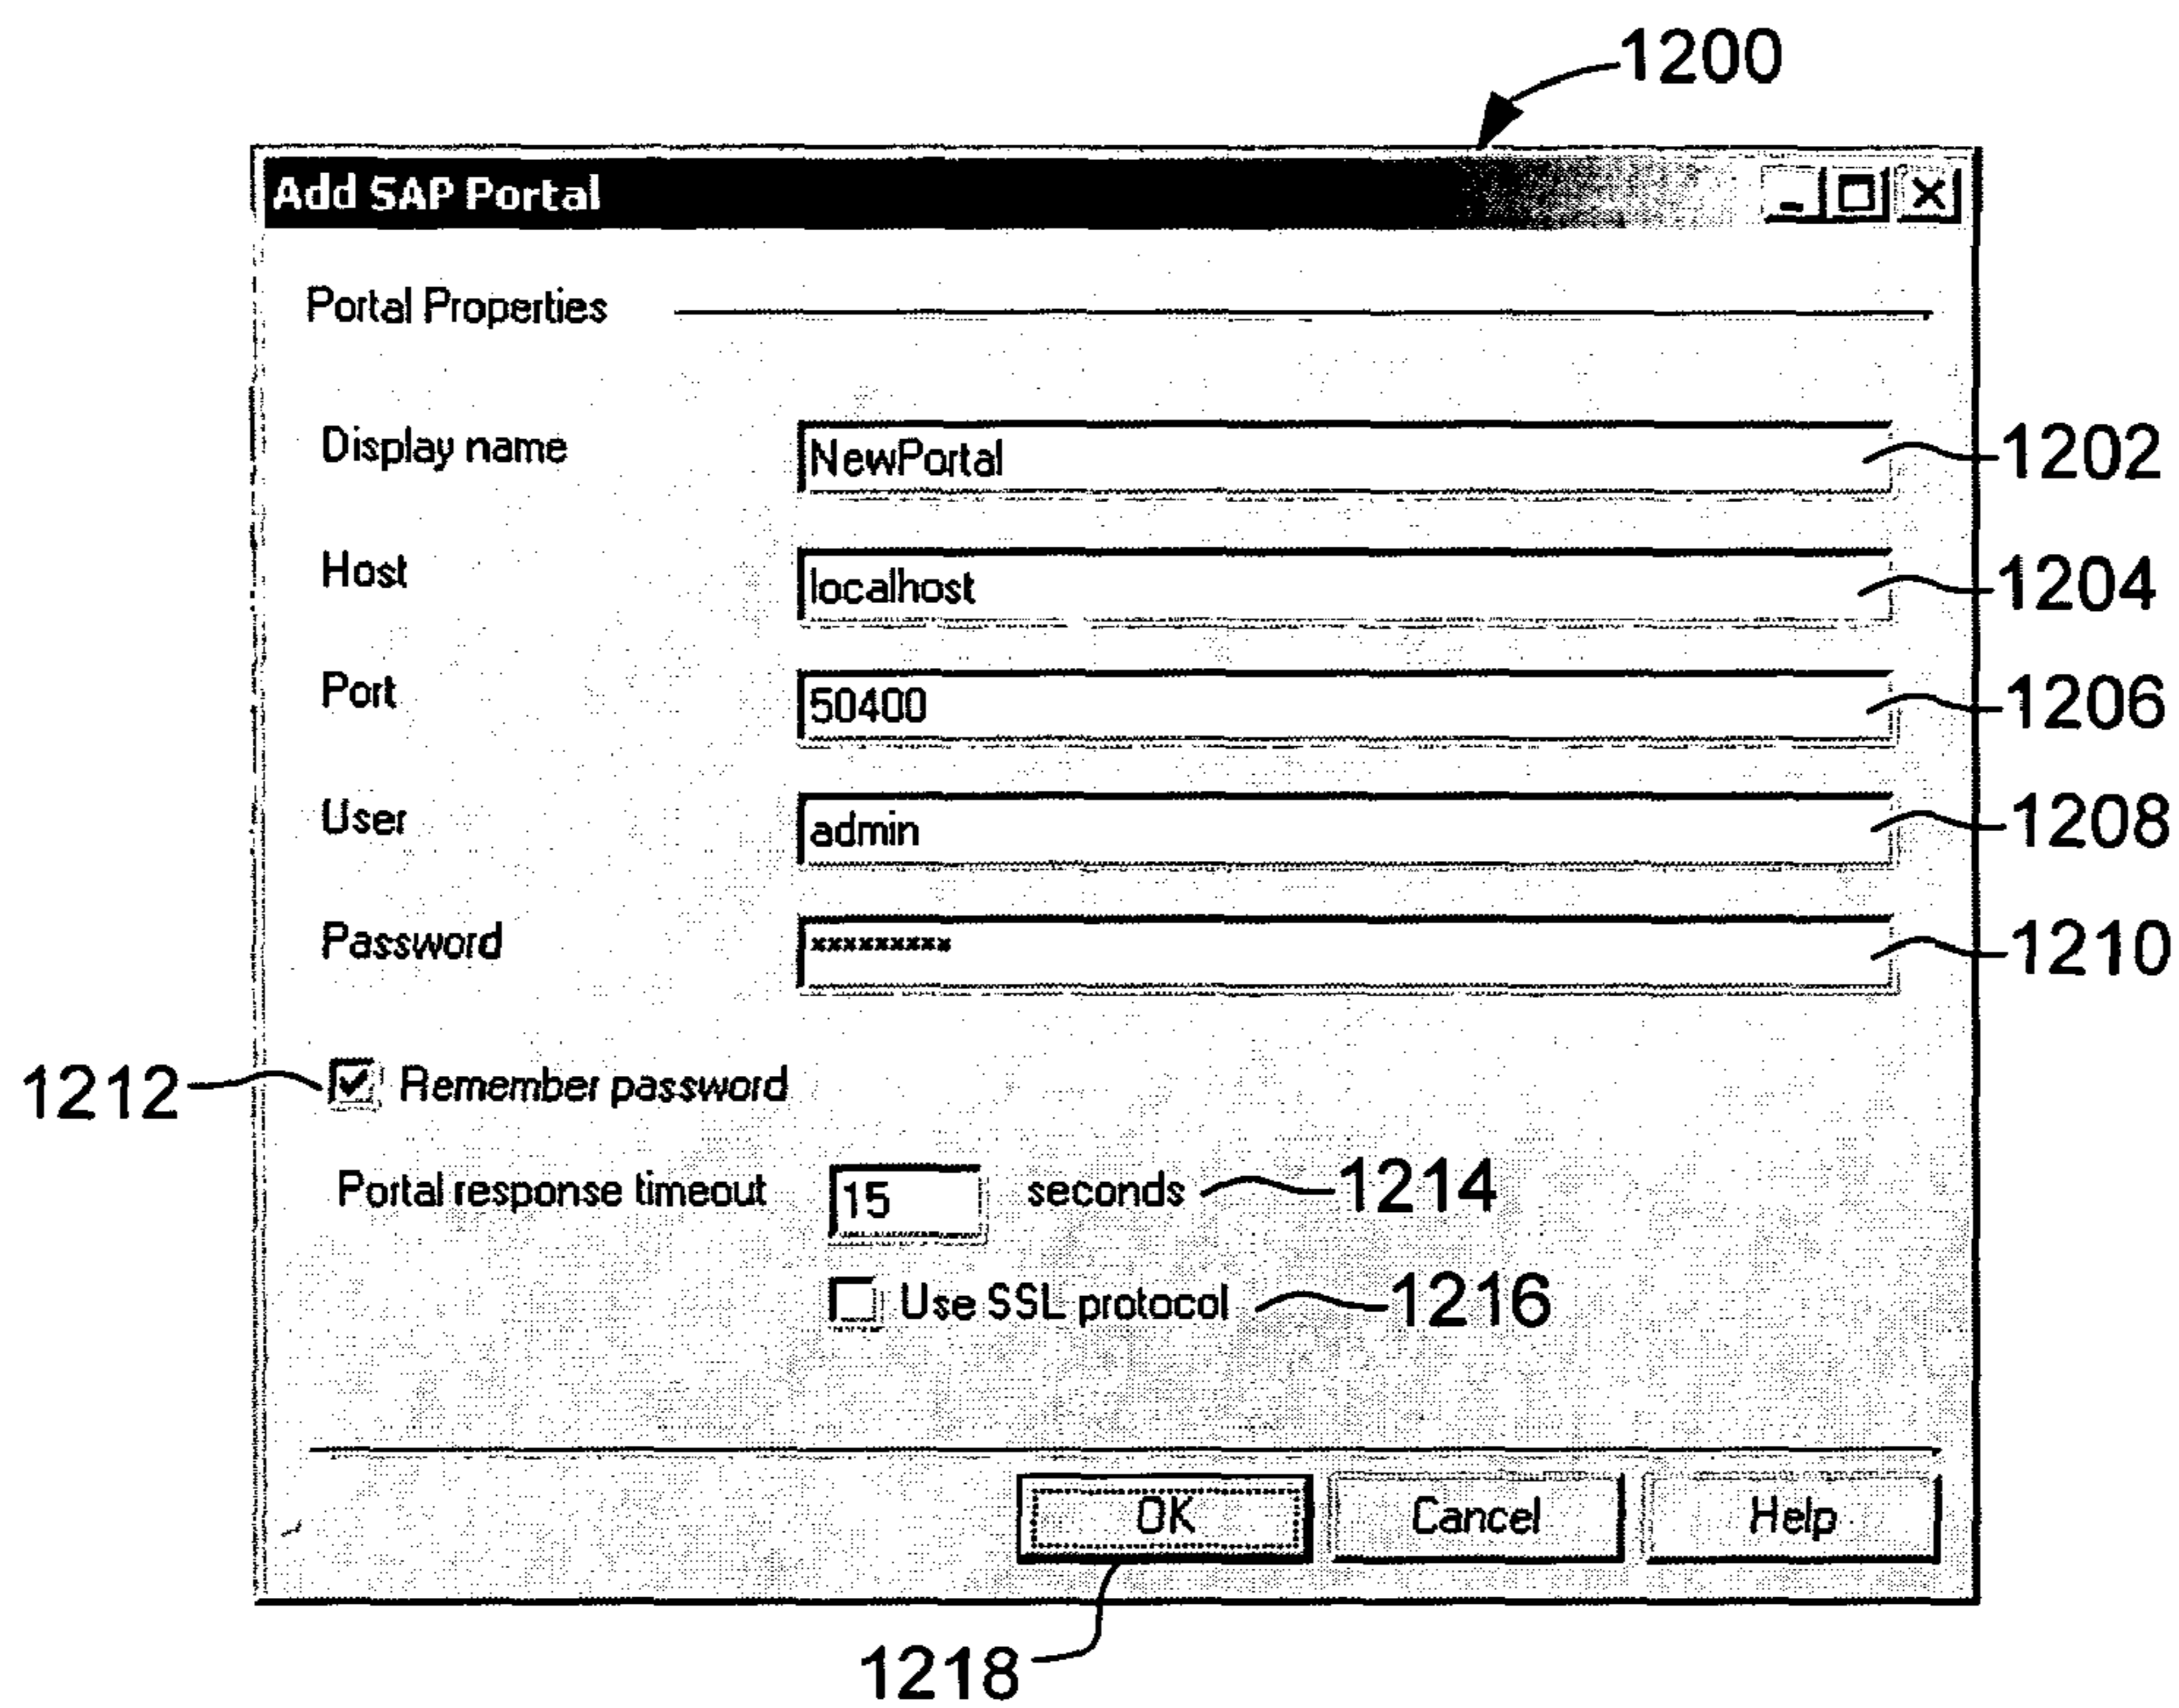 1200
Add SAP Portal
Portal Properties
Display name NewPortal 1202
Host localhost 1204
Port 50400 1206
User admin 1208
Password ××××××××× 1210
1212 Remember password
Portal response timeout 15 seconds 1214
Use SSL protocol 1216
OK Cancel Help
1218